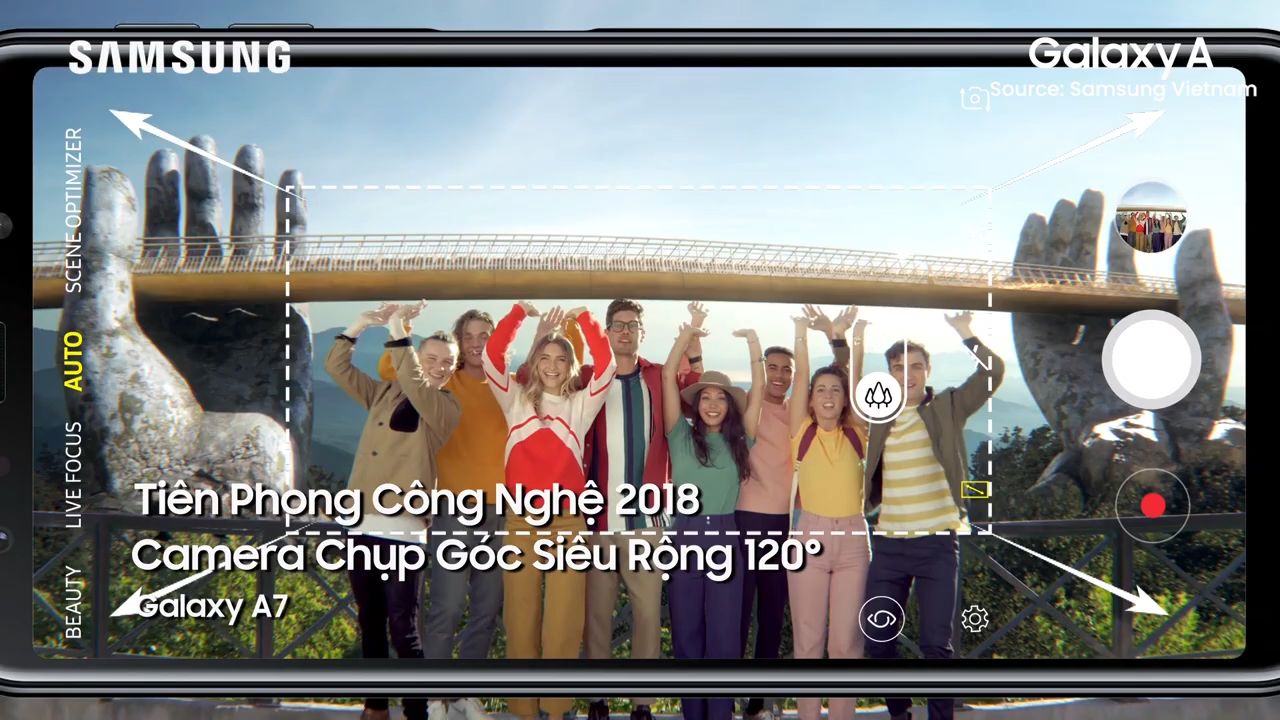 SAMSUNG
Galaxy A
Source: Samsung Vietnam
SCENE OPTIMIZER
AUTO
LIVE FOCUS
BEAUTY
Tiên Phong Công Nghệ 2018
Camera Chụp Góc Siêu Rộng 120°
Galaxy A7